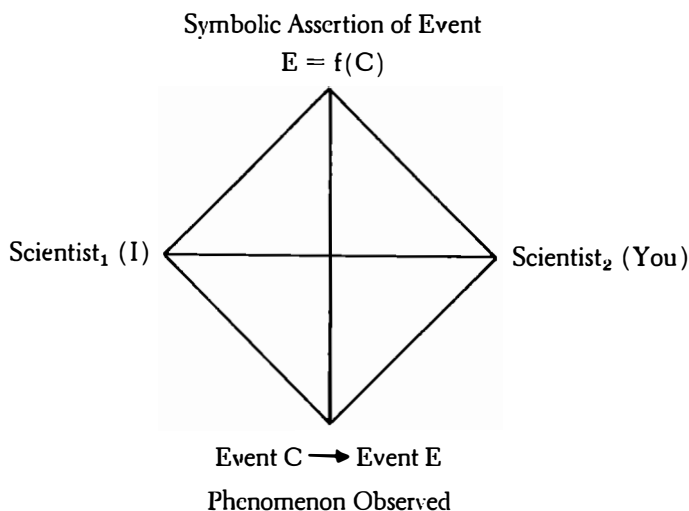 Symbolic Assertion of Event
E = f(C)
Scientist₁ (I)
Scientist₂ (You)
Event C → Event E
Phenomenon Observed